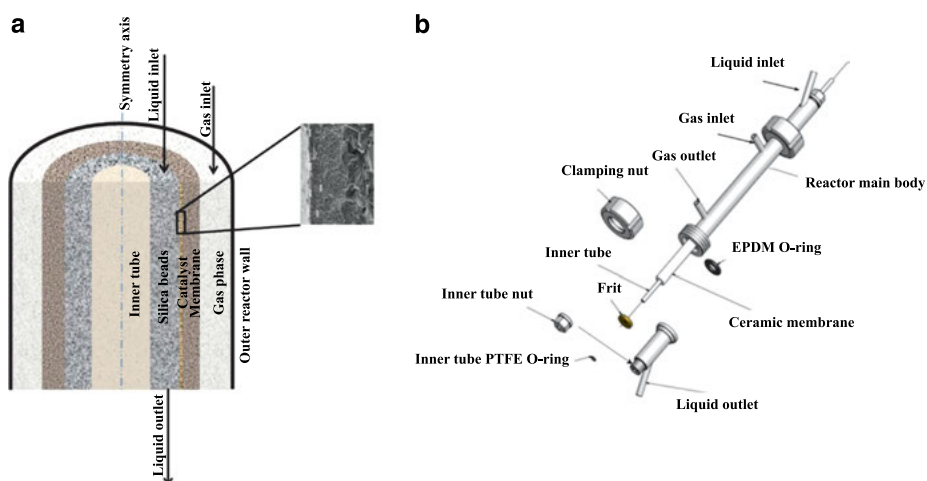 a
Symmetry axis
Liquid inlet
Gas inlet
Inner tube
Silica beads
Catalyst
Membrane
Gas phase
Outer reactor wall
Liquid outlet
b
Liquid inlet
Gas inlet
Gas outlet
Clamping nut
Reactor main body
EPDM O-ring
Inner tube
Frit
Inner tube nut
Ceramic membrane
Inner tube PTFE O-ring
Liquid outlet